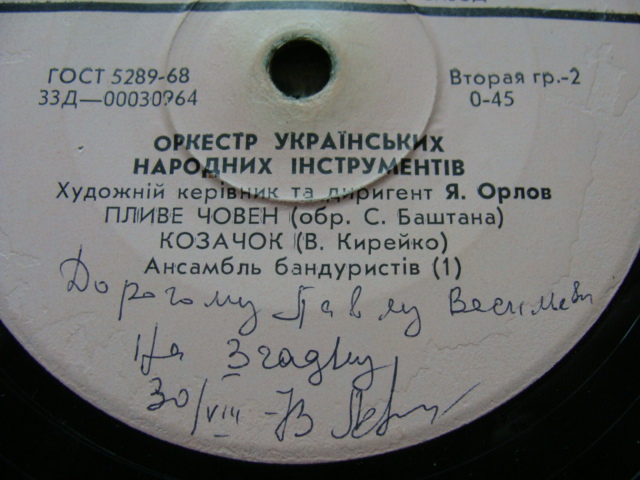 ГОСТ 5289-68
33Д—00030964
Вторая гр.-2
0-45
ОРКЕСТР УКРАЇНСЬКИХ
НАРОДНИХ ІНСТРУМЕНТІВ
Художній керівник та диригент Я. Орлов
ПЛИВЕ ЧОВЕН (обр. С. Баштана)
КОЗАЧОК (В. Кирейко)
Ансамбль бандуристів (1)
Дорогому Павлу
На Згадку
30/VIII-73